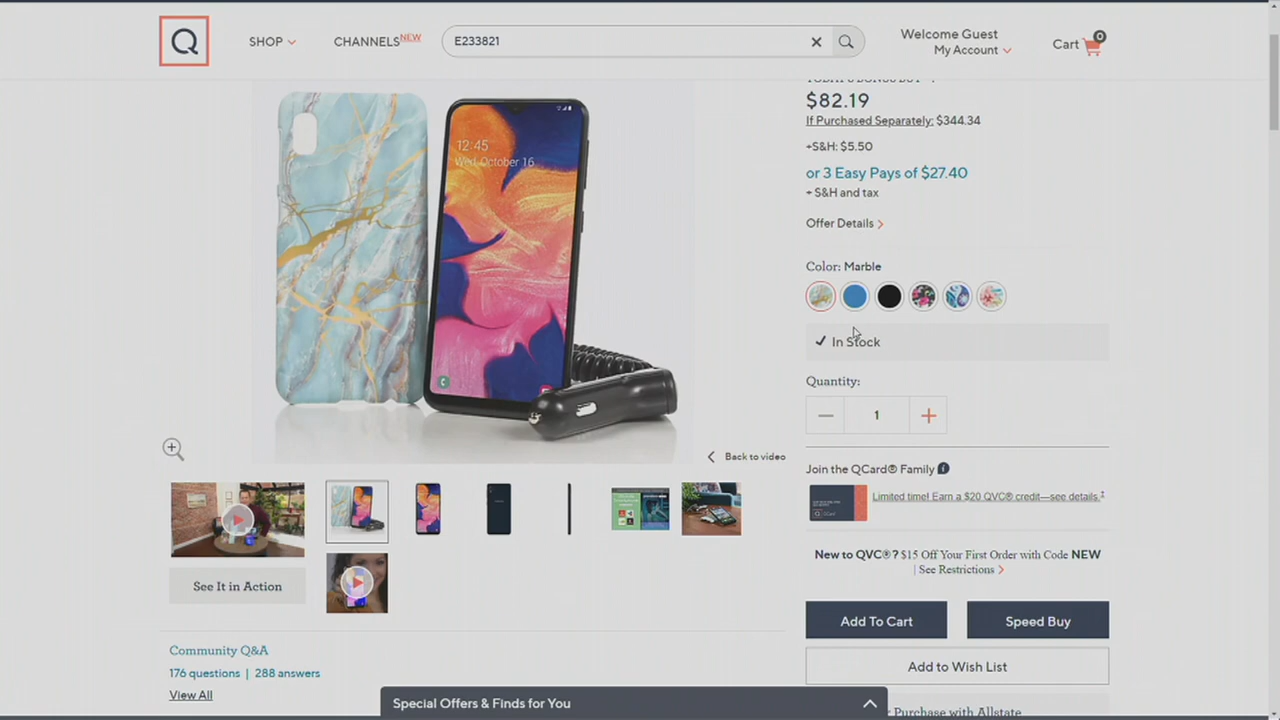 Q
SHOP
CHANNELS NEW
E233821
Welcome Guest
My Account
Cart
0
$82.19
If Purchased Separately: $344.34
+S&H: $5.50
or 3 Easy Pays of $27.40
+ S&H and tax
Offer Details
Color: Marble
In Stock
Quantity:
1
Join the QCard® Family
Limited time! Earn a $20 QVC® credit—see details.‡
New to QVC®? $15 Off Your First Order with Code NEW
| See Restrictions
Add To Cart
Speed Buy
Add to Wish List
Purchase with Allstate
12:45
Wed, October 16
Back to video
See It in Action
Community Q&A
176 questions | 288 answers
View All
Special Offers & Finds for You